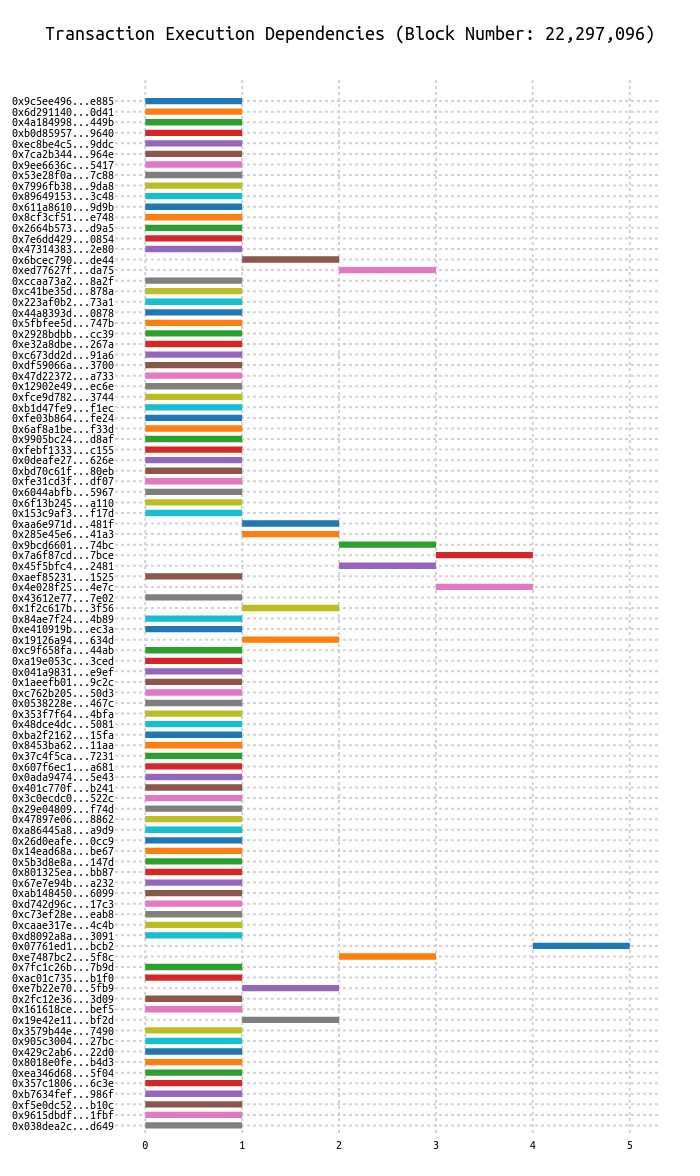 Transaction Execution Dependencies (Block Number: 22,297,096)
0x9c5ee496...e885
0x6d291140...0d41
0x4a184998...449b
0xb0d85957...9640
0xec8be4c5...9ddc
0x7ca2b344...964e
0x9ee6636c...5417
0x53e28f0a...7c88
0x7996fb38...9da8
0x89649153...3c48
0x611a8610...9d9b
0x8cf3cf51...e748
0x2664b573...d9a5
0x7e6dd429...0854
0x47314383...2e80
0x6bcec790...de44
0xed77627f...da75
0xccaa73a2...8a2f
0xc41be35d...878a
0x223af0b2...73a1
0x44a8393d...0878
0x5fbfee5d...747b
0x2928bdbb...cc39
0xe32a8dbe...267a
0xc673dd2d...91a6
0xdf59066a...3700
0x47d22372...a733
0x12902e49...ec6e
0xfce9d782...3744
0xb1d47fe9...f1ec
0xfe03b864...fe24
0x6af8a1be...f33d
0x9905bc24...d8af
0xfebf1333...c155
0x0deafe27...626e
0xbd70c61f...80eb
0xfe31cd3f...df07
0x6044abfb...5967
0x6f13b245...a110
0x153c9af3...f17d
0xaa6e971d...481f
0x285e45e6...41a3
0x9bcd6601...74bc
0x7a6f87cd...7bce
0x45f5bfc4...2481
0xaef85231...1525
0x4e028f25...4e7c
0x43612e77...7e02
0x1f2c617b...3f56
0x84ae7f24...4b89
0xe410919b...ec3a
0x19126a94...634d
0xc9f658fa...44ab
0xa19e053c...3ced
0x041a9831...e9ef
0x1aeefb01...9c2c
0xc762b205...50d3
0x0538228e...467c
0x353f7f64...4bfa
0x48dce4dc...5081
0xba2f2162...15fa
0x8453ba62...11aa
0x37c4f5ca...7231
0x607f6ec1...a681
0x0ada9474...5e43
0x401c770f...b241
0x3c0ecdc0...522c
0x29e04809...f74d
0x47897e06...8862
0xa86445a8...a9d9
0x26d0eafe...0cc9
0x14ead68a...be67
0x5b3d8e8a...147d
0x801325ea...bb87
0x67e7e94b...a232
0xab148450...6099
0xd742d96c...17c3
0xc73ef28e...eab8
0xcaae317e...4c4b
0xd8092a8a...3091
0x07761ed1...bcb2
0xe7487bc2...5f8c
0x7fc1c26b...7b9d
0xac01c735...b1f0
0xe7b22e70...5fb9
0x2fc12e36...3d09
0x161618ce...bef5
0x19e42e11...bf2d
0x3579b44e...7490
0x905c3004...27bc
0x429c2ab6...22d0
0x8018e0fe...b4d3
0xea346d68...5f04
0x357c1806...6c3e
0xb7634fef...986f
0xf5e0dc52...b10c
0x9615dbdf...1fbf
0x038dea2c...d649
0 1 2 3 4 5